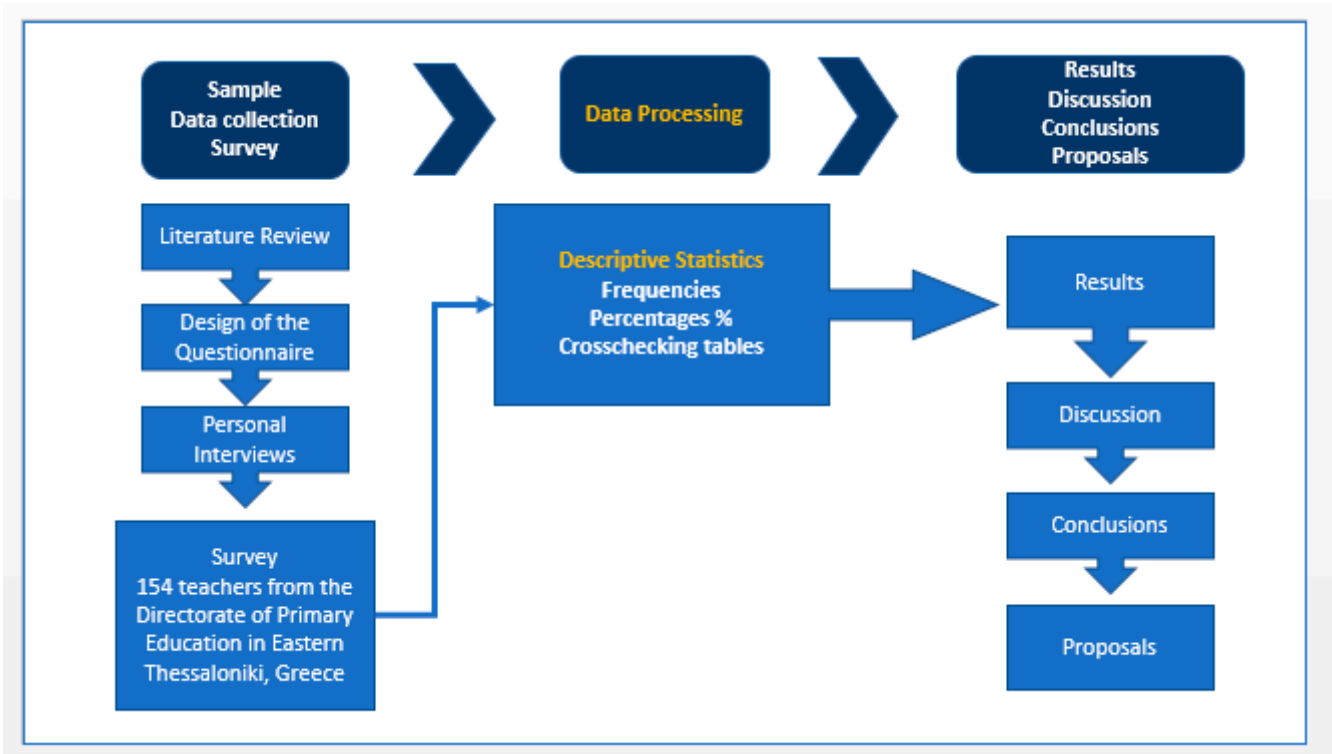 Sample
Data collection
Survey
Data Processing
Results
Discussion
Conclusions
Proposals
Literature Review
Design of the
Questionnaire
Personal
Interviews
Survey
154 teachers from the
Directorate of Primary
Education in Eastern
Thessaloniki, Greece
Descriptive Statistics
Frequencies
Percentages %
Crosschecking tables
Results
Discussion
Conclusions
Proposals